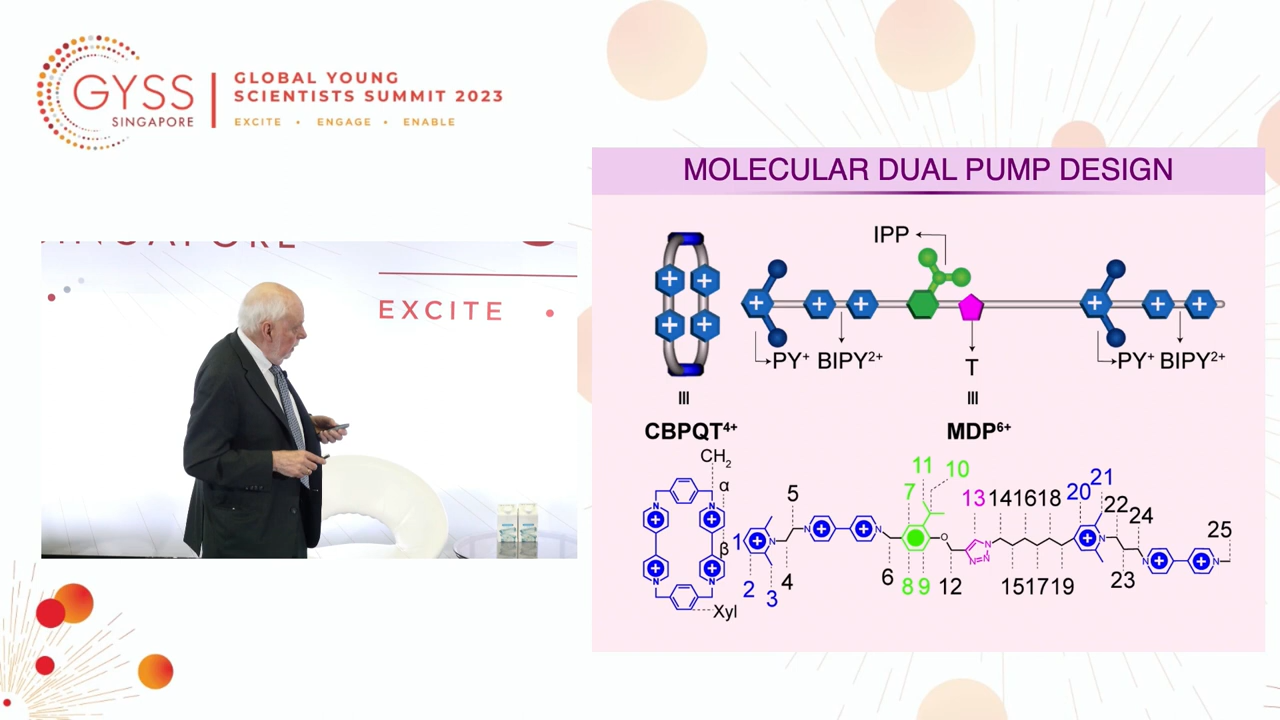 GYSS
SINGAPORE
GLOBAL YOUNG
SCIENTISTS SUMMIT 2023
EXCITE • ENGAGE • ENABLE
EXCITE
MOLECULAR DUAL PUMP DESIGN
IPP
PY⁺ BIPY²⁺
T
PY⁺ BIPY²⁺
CBPQT⁴⁺
MDP⁶⁺
CH₂
α
β
Xyl
N N
N N
1
2
3
4
5
6
7
8
9
10
11
12
13
14
15
16
17
18
19
20
21
22
23
24
25
N
N
N
O
N
N=N
N
N